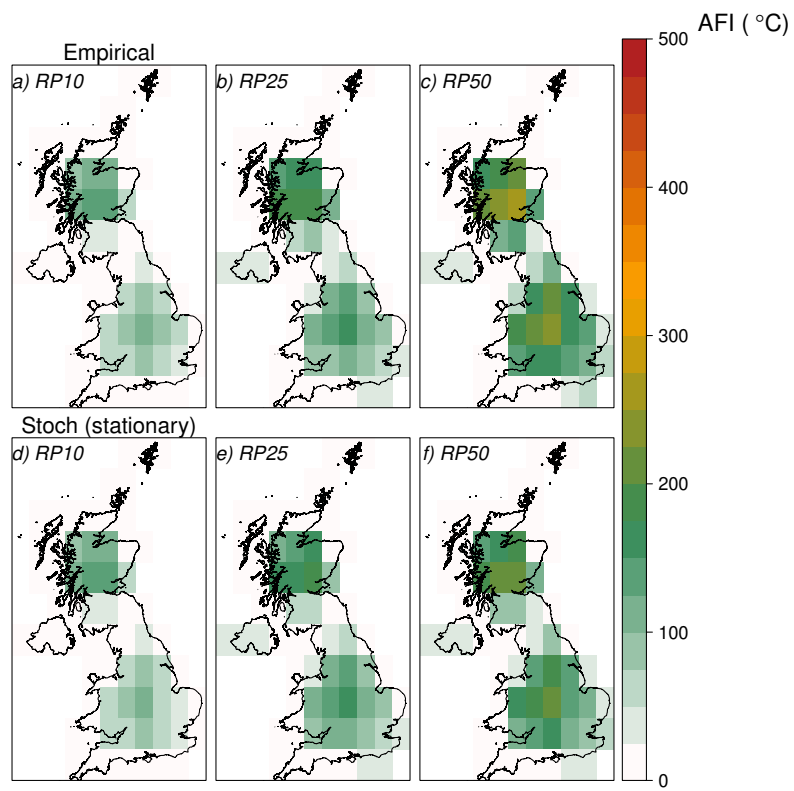 AFI ( °C)
Empirical
a) RP10
b) RP25
c) RP50
500
400
300
200
100
0
Stoch (stationary)
d) RP10
e) RP25
f) RP50